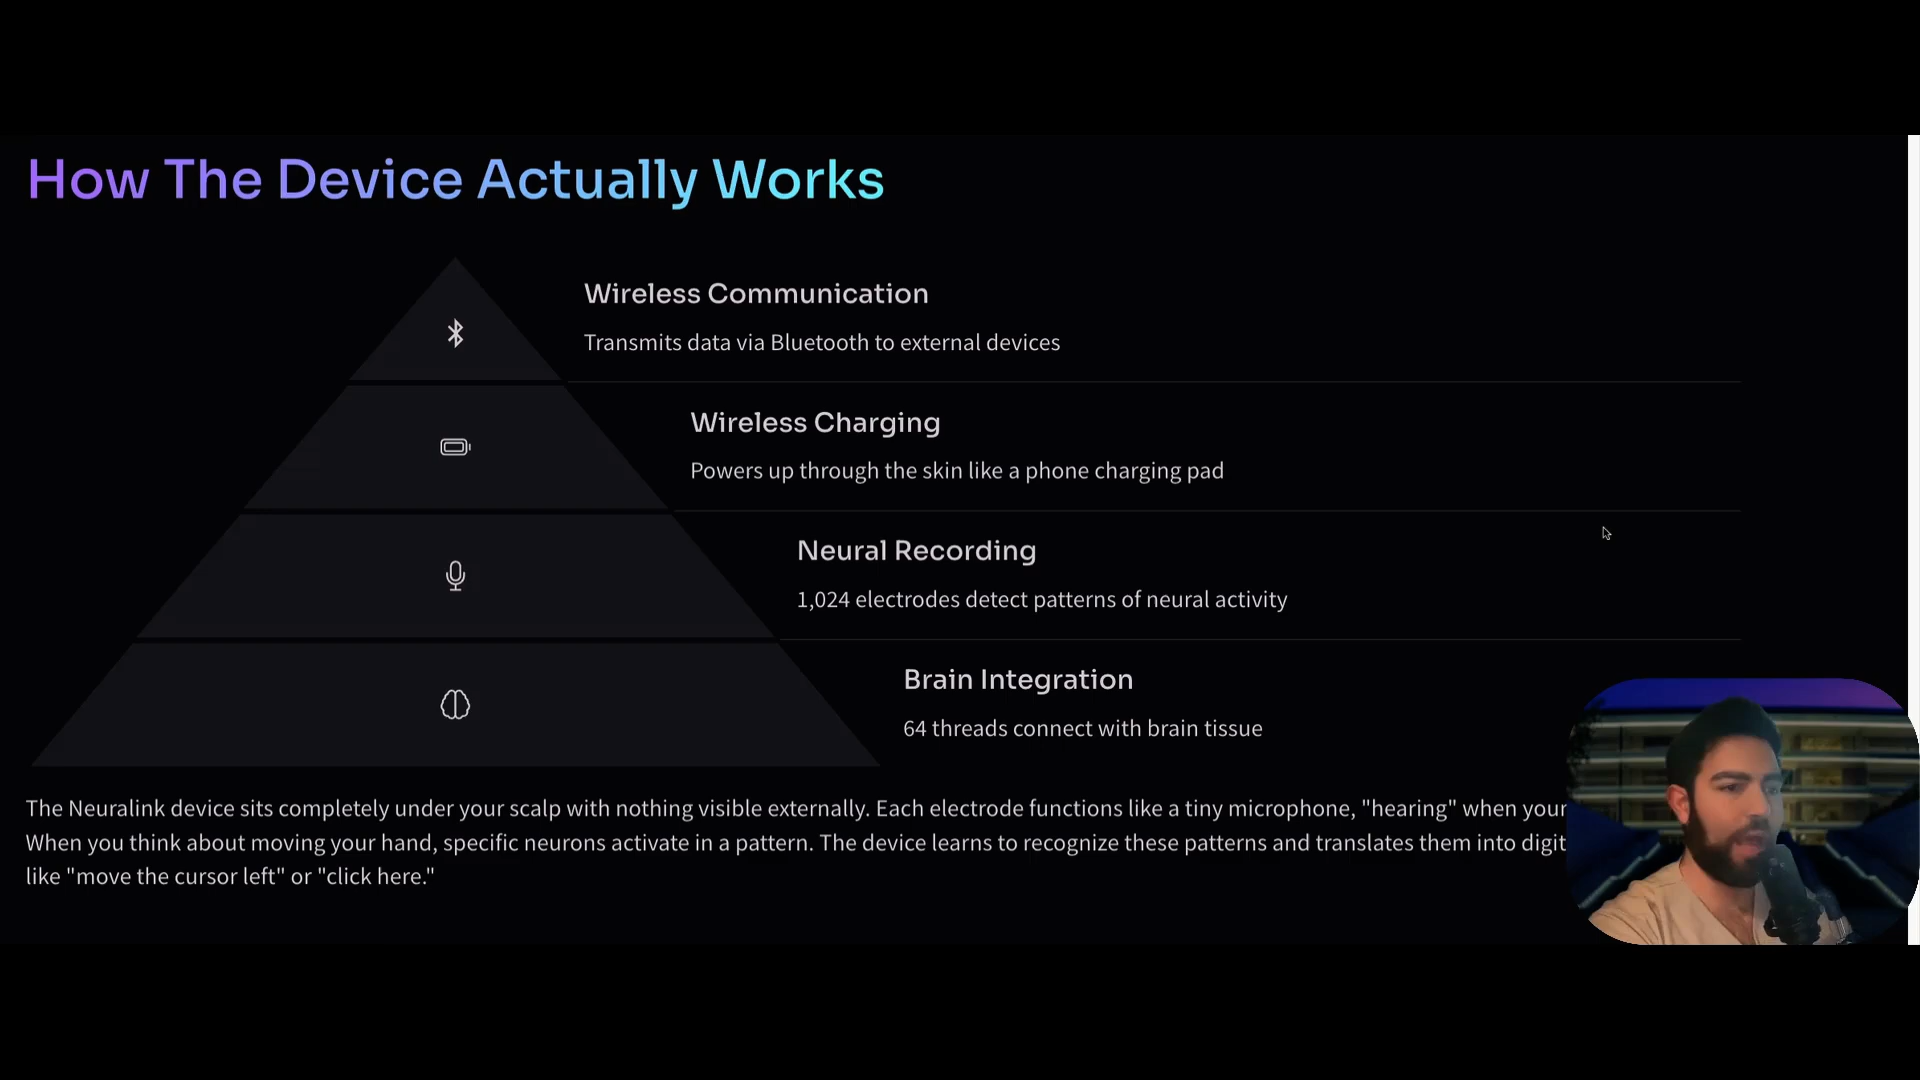 How The Device Actually Works
Wireless Communication
Transmits data via Bluetooth to external devices
Wireless Charging
Powers up through the skin like a phone charging pad
Neural Recording
1,024 electrodes detect patterns of neural activity
Brain Integration
64 threads connect with brain tissue
The Neuralink device sits completely under your scalp with nothing visible externally. Each electrode functions like a tiny microphone, "hearing" when your
When you think about moving your hand, specific neurons activate in a pattern. The device learns to recognize these patterns and translates them into
like "move the cursor left" or "click here."